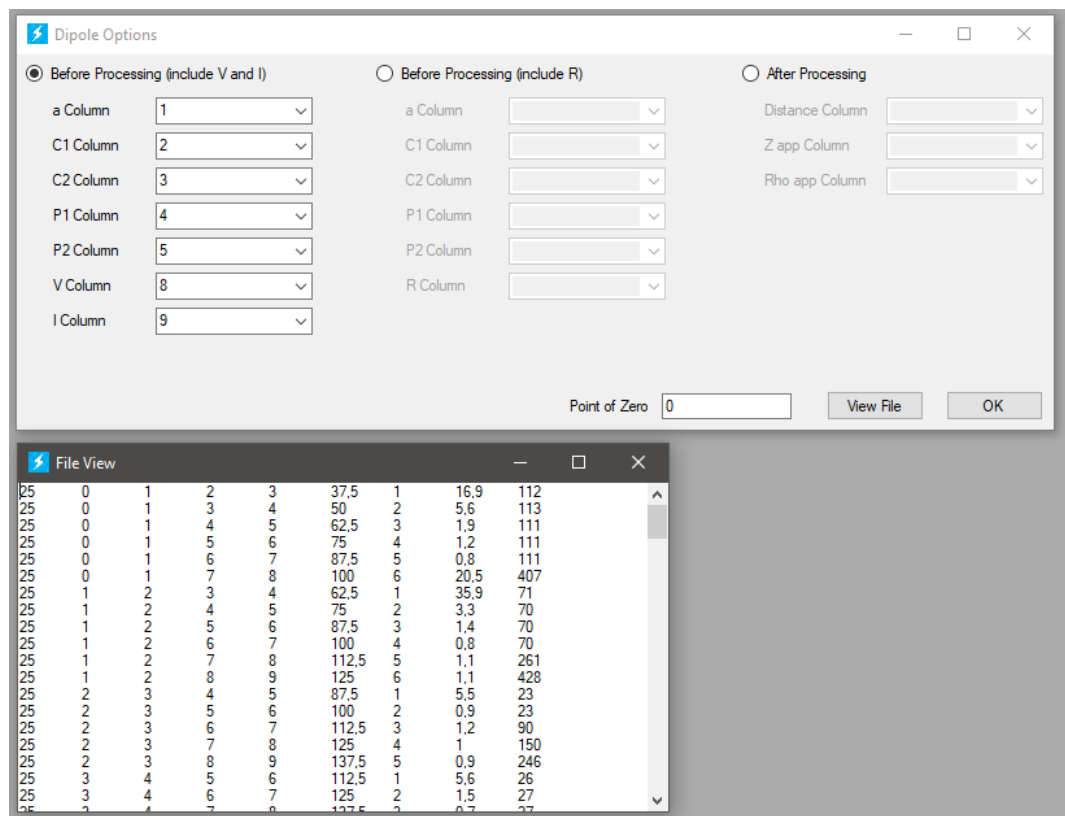 Dipole Options
Before Processing (include V and I) Before Processing (include R) After Processing
a Column 1 a Column Distance Column
C1 Column 2 C1 Column Z app Column
C2 Column 3 C2 Column Rho app Column
P1 Column 4 P1 Column
P2 Column 5 P2 Column
V Column 8 R Column
I Column 9
Point of Zero 0 View File OK
File View
25 0 1 2 3 37,5 1 16,9 112
25 0 1 3 4 50 2 5,6 113
25 0 1 4 5 62,5 3 1,9 111
25 0 1 5 6 75 4 1,2 111
25 0 1 6 7 87,5 5 0,8 111
25 0 1 7 8 100 6 20,5 407
25 1 2 3 4 62,5 1 35,9 71
25 1 2 4 5 75 2 3,3 70
25 1 2 5 6 87,5 3 1,4 70
25 1 2 6 7 100 4 0,8 70
25 1 2 7 8 112,5 5 1,1 261
25 1 2 8 9 125 6 1,1 428
25 2 3 4 5 87,5 1 5,5 23
25 2 3 5 6 100 2 0,9 23
25 2 3 6 7 112,5 3 1,2 90
25 2 3 7 8 125 4 1 150
25 2 3 8 9 137,5 5 0,9 246
25 3 4 5 6 112,5 1 5,6 26
25 3 4 6 7 125 2 1,5 27
25 3 4 7 8 137,5 3 0,7 27